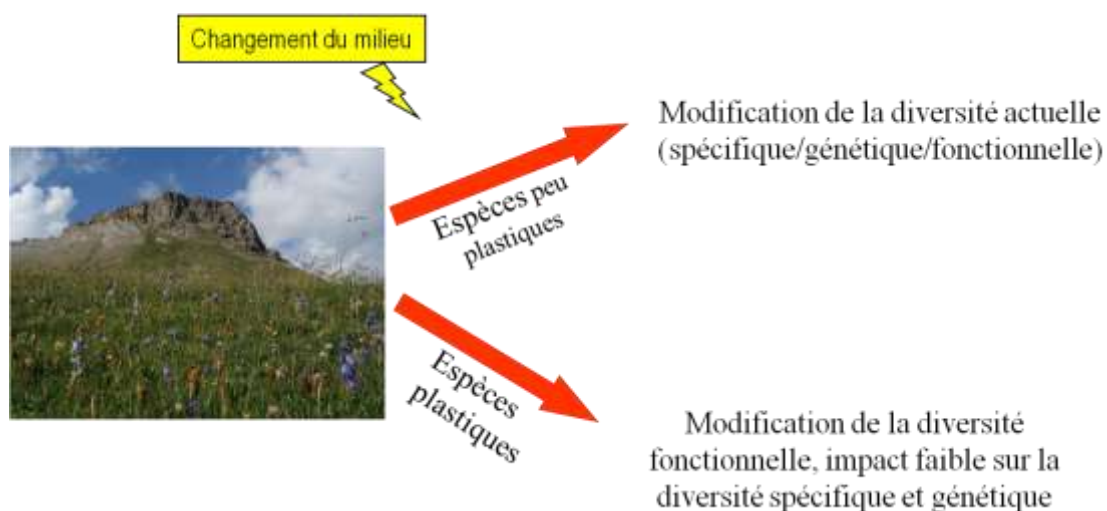 Changement du milieu
Modification de la diversité actuelle
(spécifique/génétique/fonctionnelle)
Espèces peu
plastiques
Espèces
plastiques
Modification de la diversité
fonctionnelle, impact faible sur la
diversité spécifique et génétique